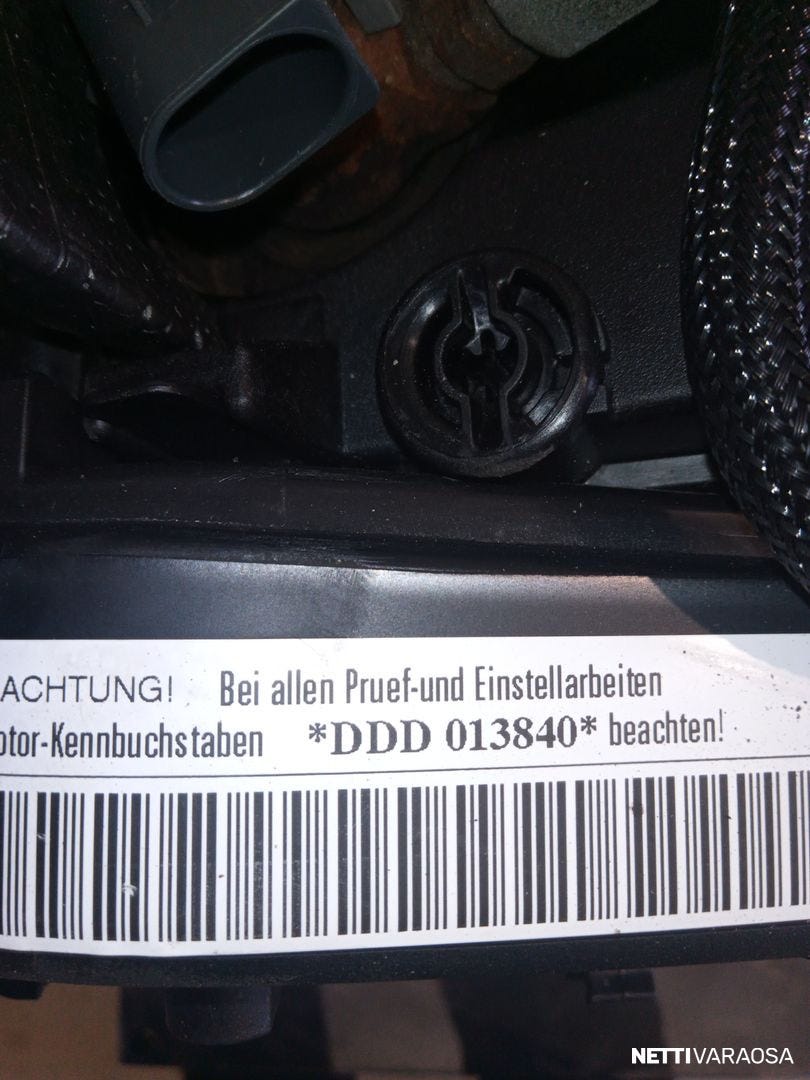 ACHTUNG! Bei allen Pruef-und Einstellarbeiten
otor-Kennbuchstaben *DDD 013840* beachten!
NETTIVARAOSA